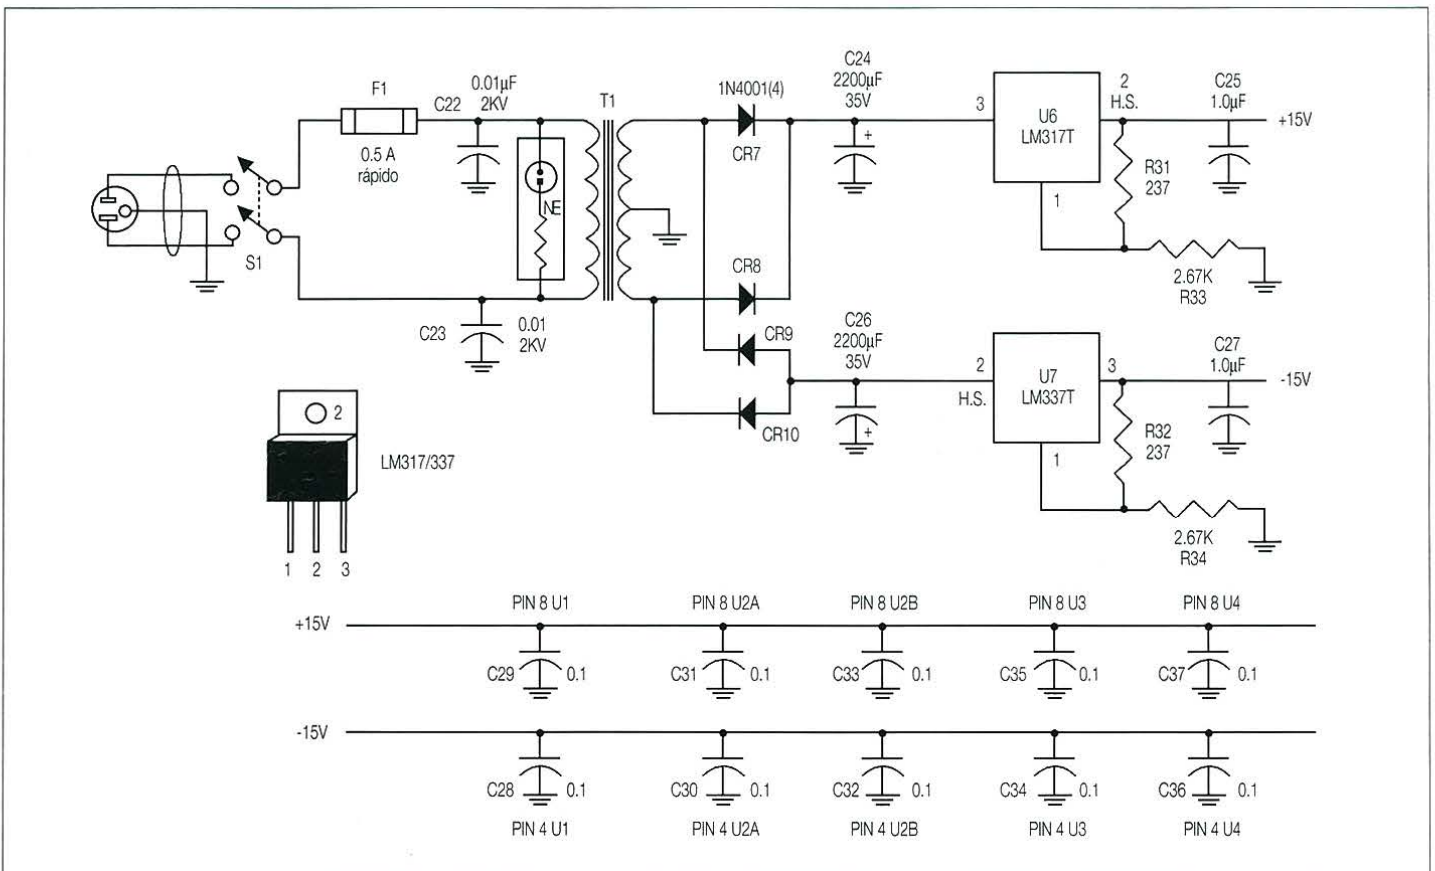 F1
0.5 A
rápido
C22
0.01µF
2KV
T1
1N4001(4)
CR7
C24
2200µF
35V
+
3
U6
LM317T
2
H.S.
1
C25
1.0µF
+15V
R31
237
2.67K
R33
S1
NE
C23
0.01
2KV
CR8
CR9
CR10
C26
2200µF
35V
+
2
H.S.
U7
LM337T
3
1
C27
1.0µF
-15V
R32
237
2.67K
R34
2
LM317/337
1 2 3
PIN 8 U1 PIN 8 U2A PIN 8 U2B PIN 8 U3 PIN 8 U4
+15V
C29 0.1 C31 0.1 C33 0.1 C35 0.1 C37 0.1
-15V
C28 0.1 C30 0.1 C32 0.1 C34 0.1 C36 0.1
PIN 4 U1 PIN 4 U2A PIN 4 U2B PIN 4 U3 PIN 4 U4